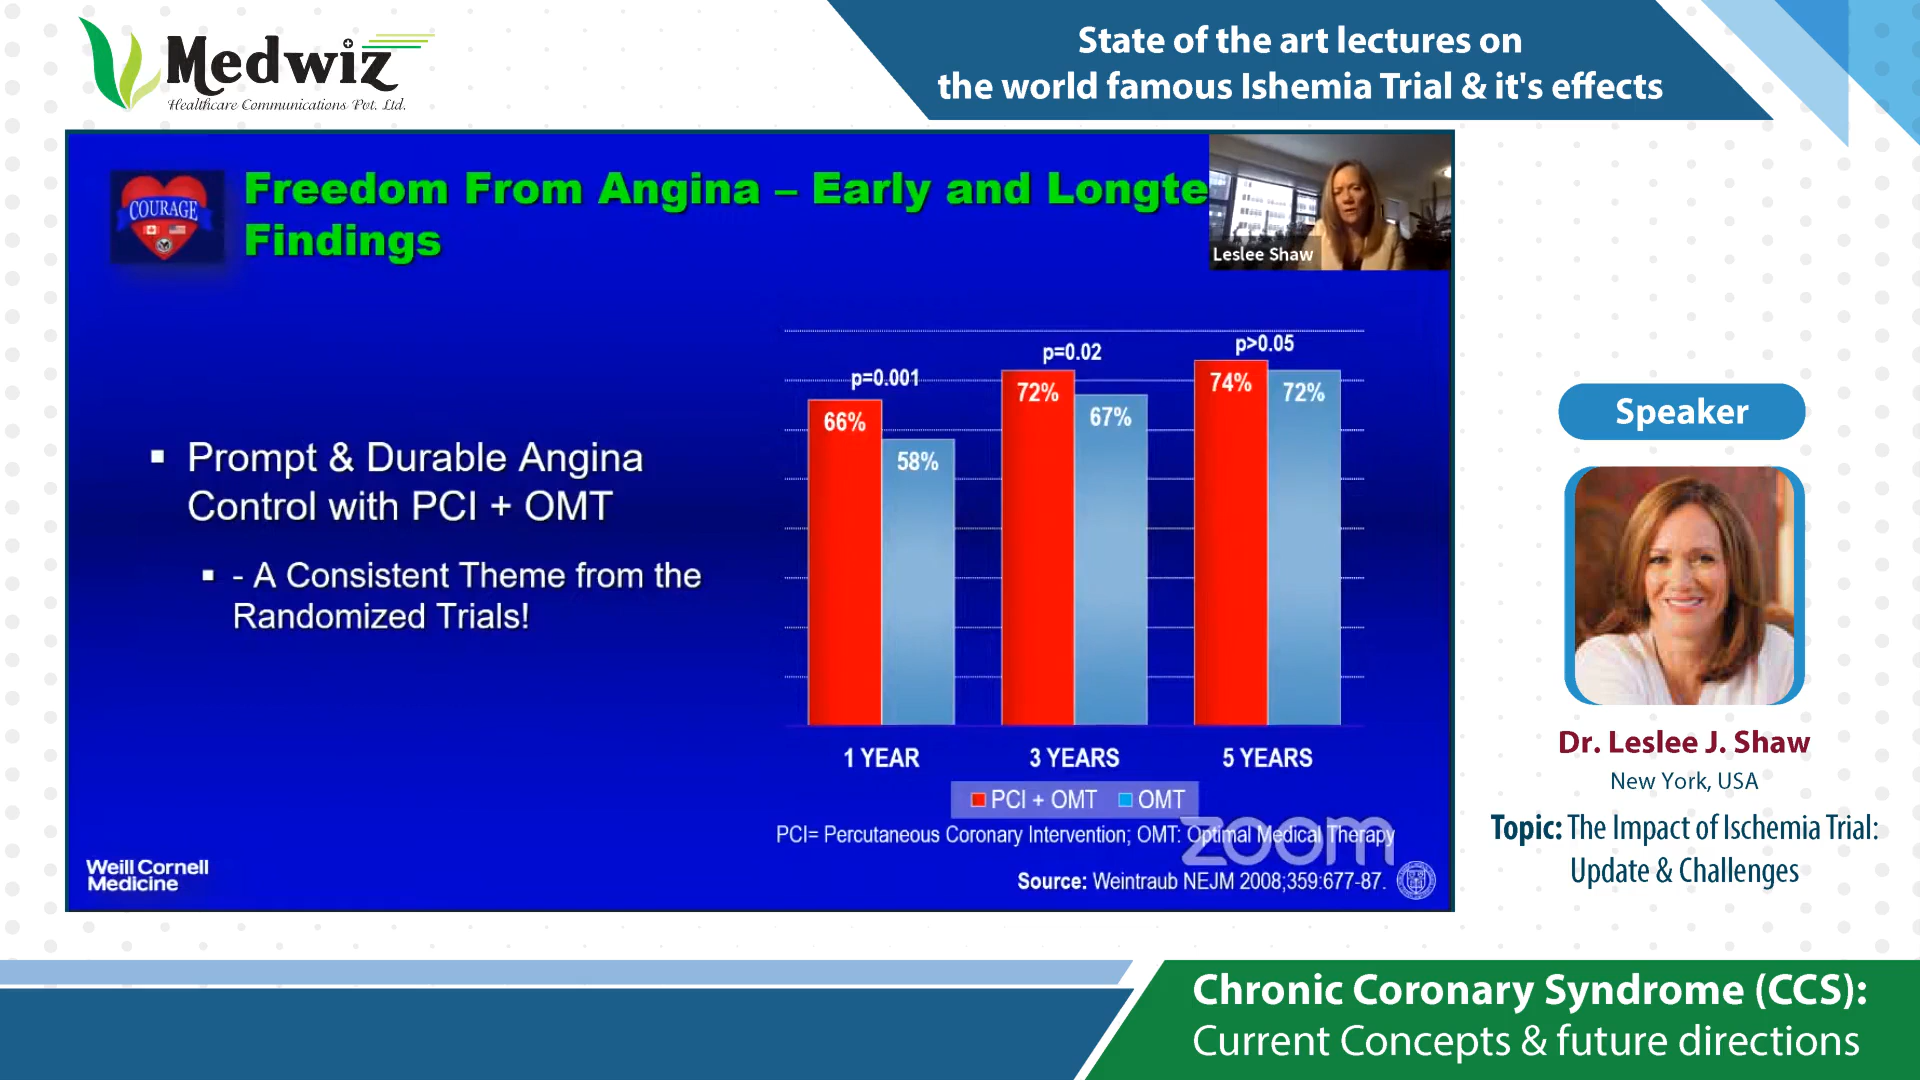 Medwiz
Healthcare Communications Pvt. Ltd.
State of the art lectures on
the world famous Ishemia Trial & it's effects
COURAGE
Freedom From Angina – Early and Longte
Findings
Leslee Shaw
▪ Prompt & Durable Angina
Control with PCI + OMT
▪ - A Consistent Theme from the
Randomized Trials!
p=0.001
p=0.02
p>0.05
66%
58%
72%
67%
74%
72%
1 YEAR
3 YEARS
5 YEARS
PCI + OMT
OMT
PCI= Percutaneous Coronary Intervention; OMT: Optimal Medical Therapy
zoom
Source: Weintraub NEJM 2008;359:677-87.
Weill Cornell
Medicine
Speaker
Dr. Leslee J. Shaw
New York, USA
Topic: The Impact of Ischemia Trial:
Update & Challenges
Chronic Coronary Syndrome (CCS):
Current Concepts & future directions